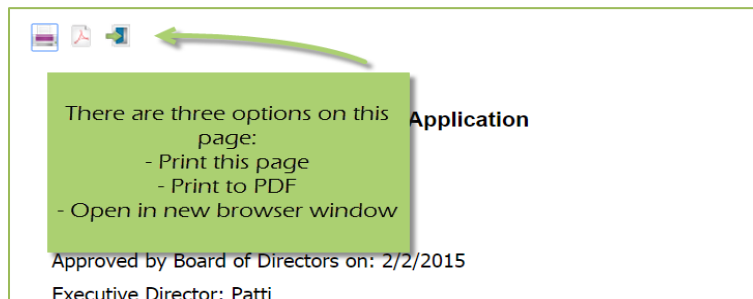 There are three options on this
page:
- Print this page
- Print to PDF
- Open in new browser window
Application
Approved by Board of Directors on: 2/2/2015
Executive Director: Patti